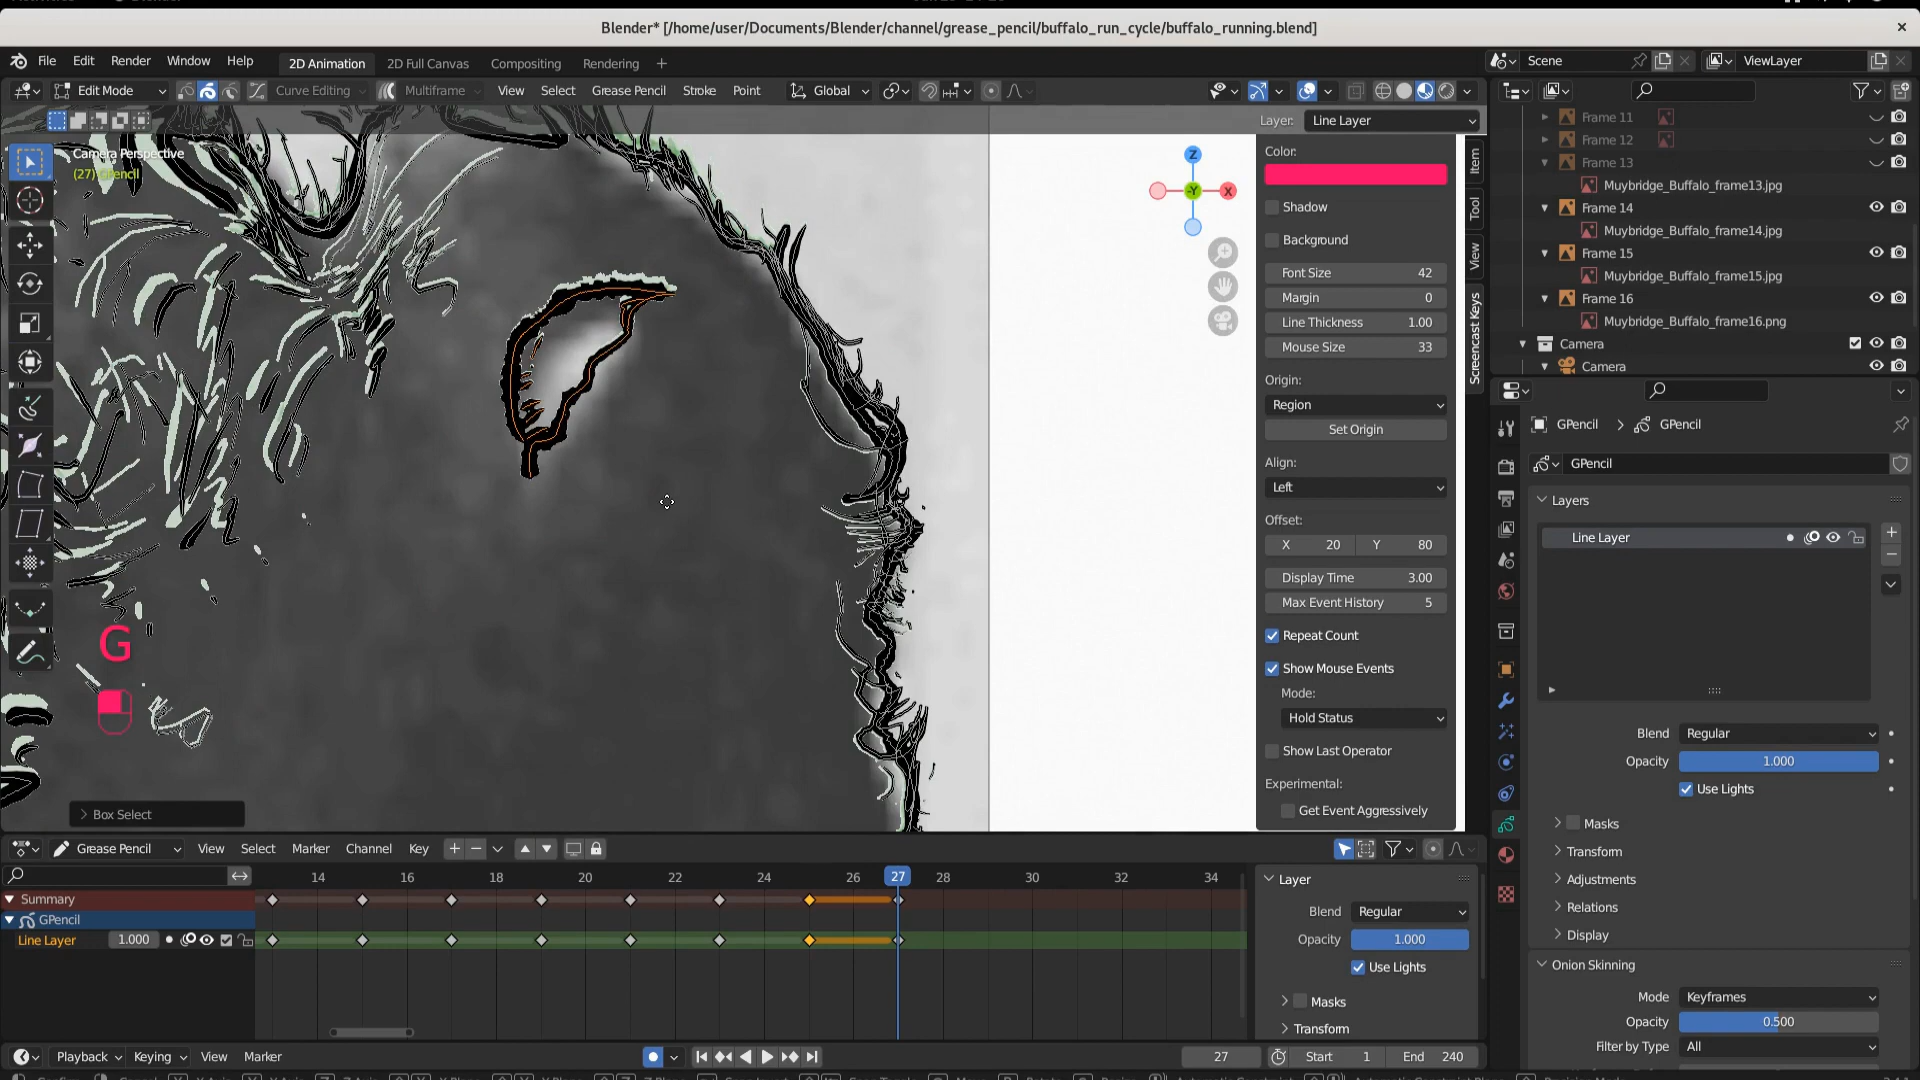 Blender* [/home/user/Documents/Blender/channel/grease_pencil/buffalo_run_cycle/buffalo_running.blend]
File Edit Render Window Help 2D Animation 2D Full Canvas Compositing Rendering Scene ViewLayer
Edit Mode Curve Editing Multiframe View Select Grease Pencil Stroke Point Global
Layer: Line Layer
Camera Perspective
(27) GPencil
Z
-Y
X
Color:
Shadow
Background
Font Size 42
Margin 0
Line Thickness 1.00
Mouse Size 33
Origin:
Region
Set Origin
Align:
Left
Offset:
X 20 Y 80
Display Time 3.00
Max Event History 5
Repeat Count
Show Mouse Events
Mode:
Hold Status
Show Last Operator
Experimental:
Get Event Aggressively
Item
Tool
View
Screencast Keys
G
Box Select
Frame 11
Frame 12
Frame 13
Muybridge_Buffalo_frame13.jpg
Frame 14
Muybridge_Buffalo_frame14.jpg
Frame 15
Muybridge_Buffalo_frame15.jpg
Frame 16
Muybridge_Buffalo_frame16.png
Camera
Camera
GPencil GPencil
GPencil
Layers
Line Layer
Blend Regular
Opacity 1.000
Use Lights
Masks
Transform
Adjustments
Relations
Display
Onion Skinning
Mode Keyframes
Opacity 0.500
Filter by Type All
Grease Pencil View Select Marker Channel Key
14 16 18 20 22 24 26 27 28 30 32 34
Summary
GPencil
Line Layer 1.000
Layer
Blend Regular
Opacity 1.000
Use Lights
Masks
Transform
Playback Keying View Marker 27 Start 1 End 240